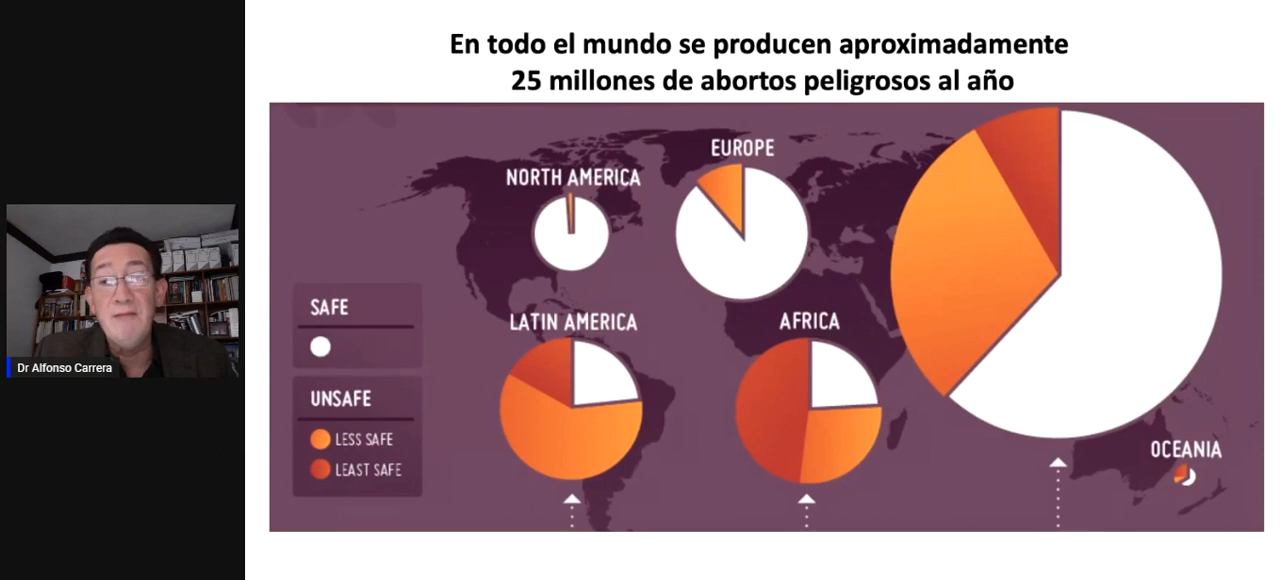 En todo el mundo se producen aproximadamente
25 millones de abortos peligrosos al año
EUROPE
NORTH AMERICA
SAFE
LATIN AMERICA
AFRICA
UNSAFE
LESS SAFE
LEAST SAFE
OCEANIA
Dr Alfonso Carrera